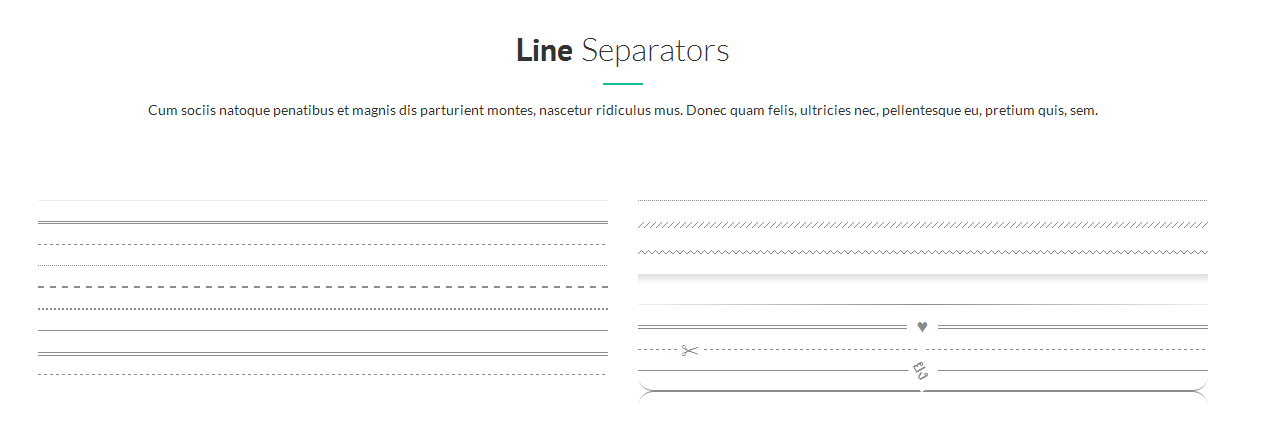 Line Separators
Cum sociis natoque penatibus et magnis dis parturient montes, nascetur ridiculus mus. Donec quam felis, ultricies nec, pellentesque eu, pretium quis, sem.